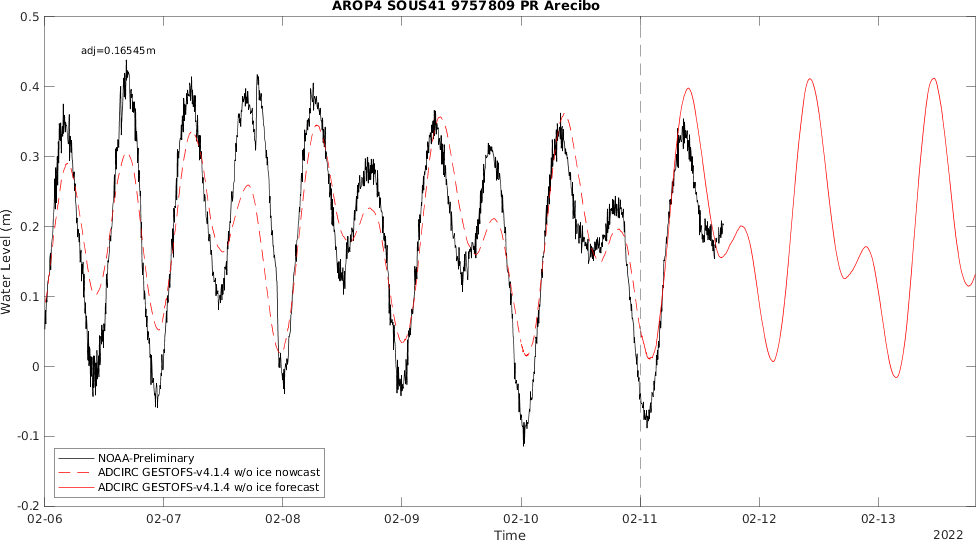 AROP4 SOUS41 9757809 PR Arecibo
adj=0.16545m
0.5
0.4
0.3
0.2
0.1
0
-0.1
-0.2
Water Level (m)
NOAA-Preliminary
ADCIRC GESTOFS-v4.1.4 w/o ice nowcast
ADCIRC GESTOFS-v4.1.4 w/o ice forecast
02-06 02-07 02-08 02-09 02-10 02-11 02-12 02-13
Time
2022